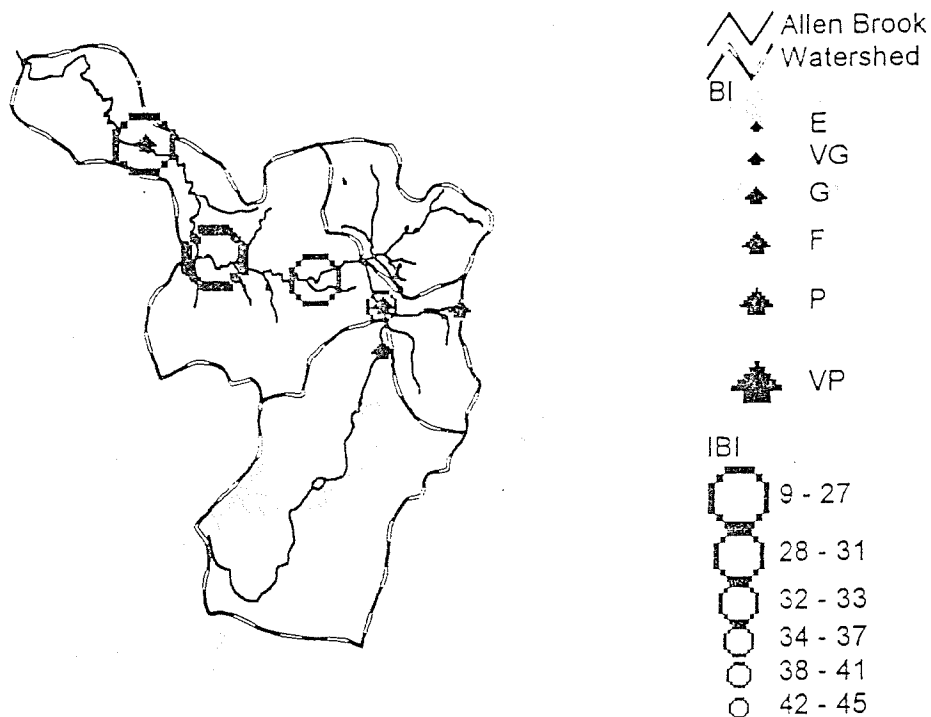 Allen Brook
Watershed
BI
E
VG
G
F
P
VP
IBI
9 - 27
28 - 31
32 - 33
34 - 37
38 - 41
42 - 45